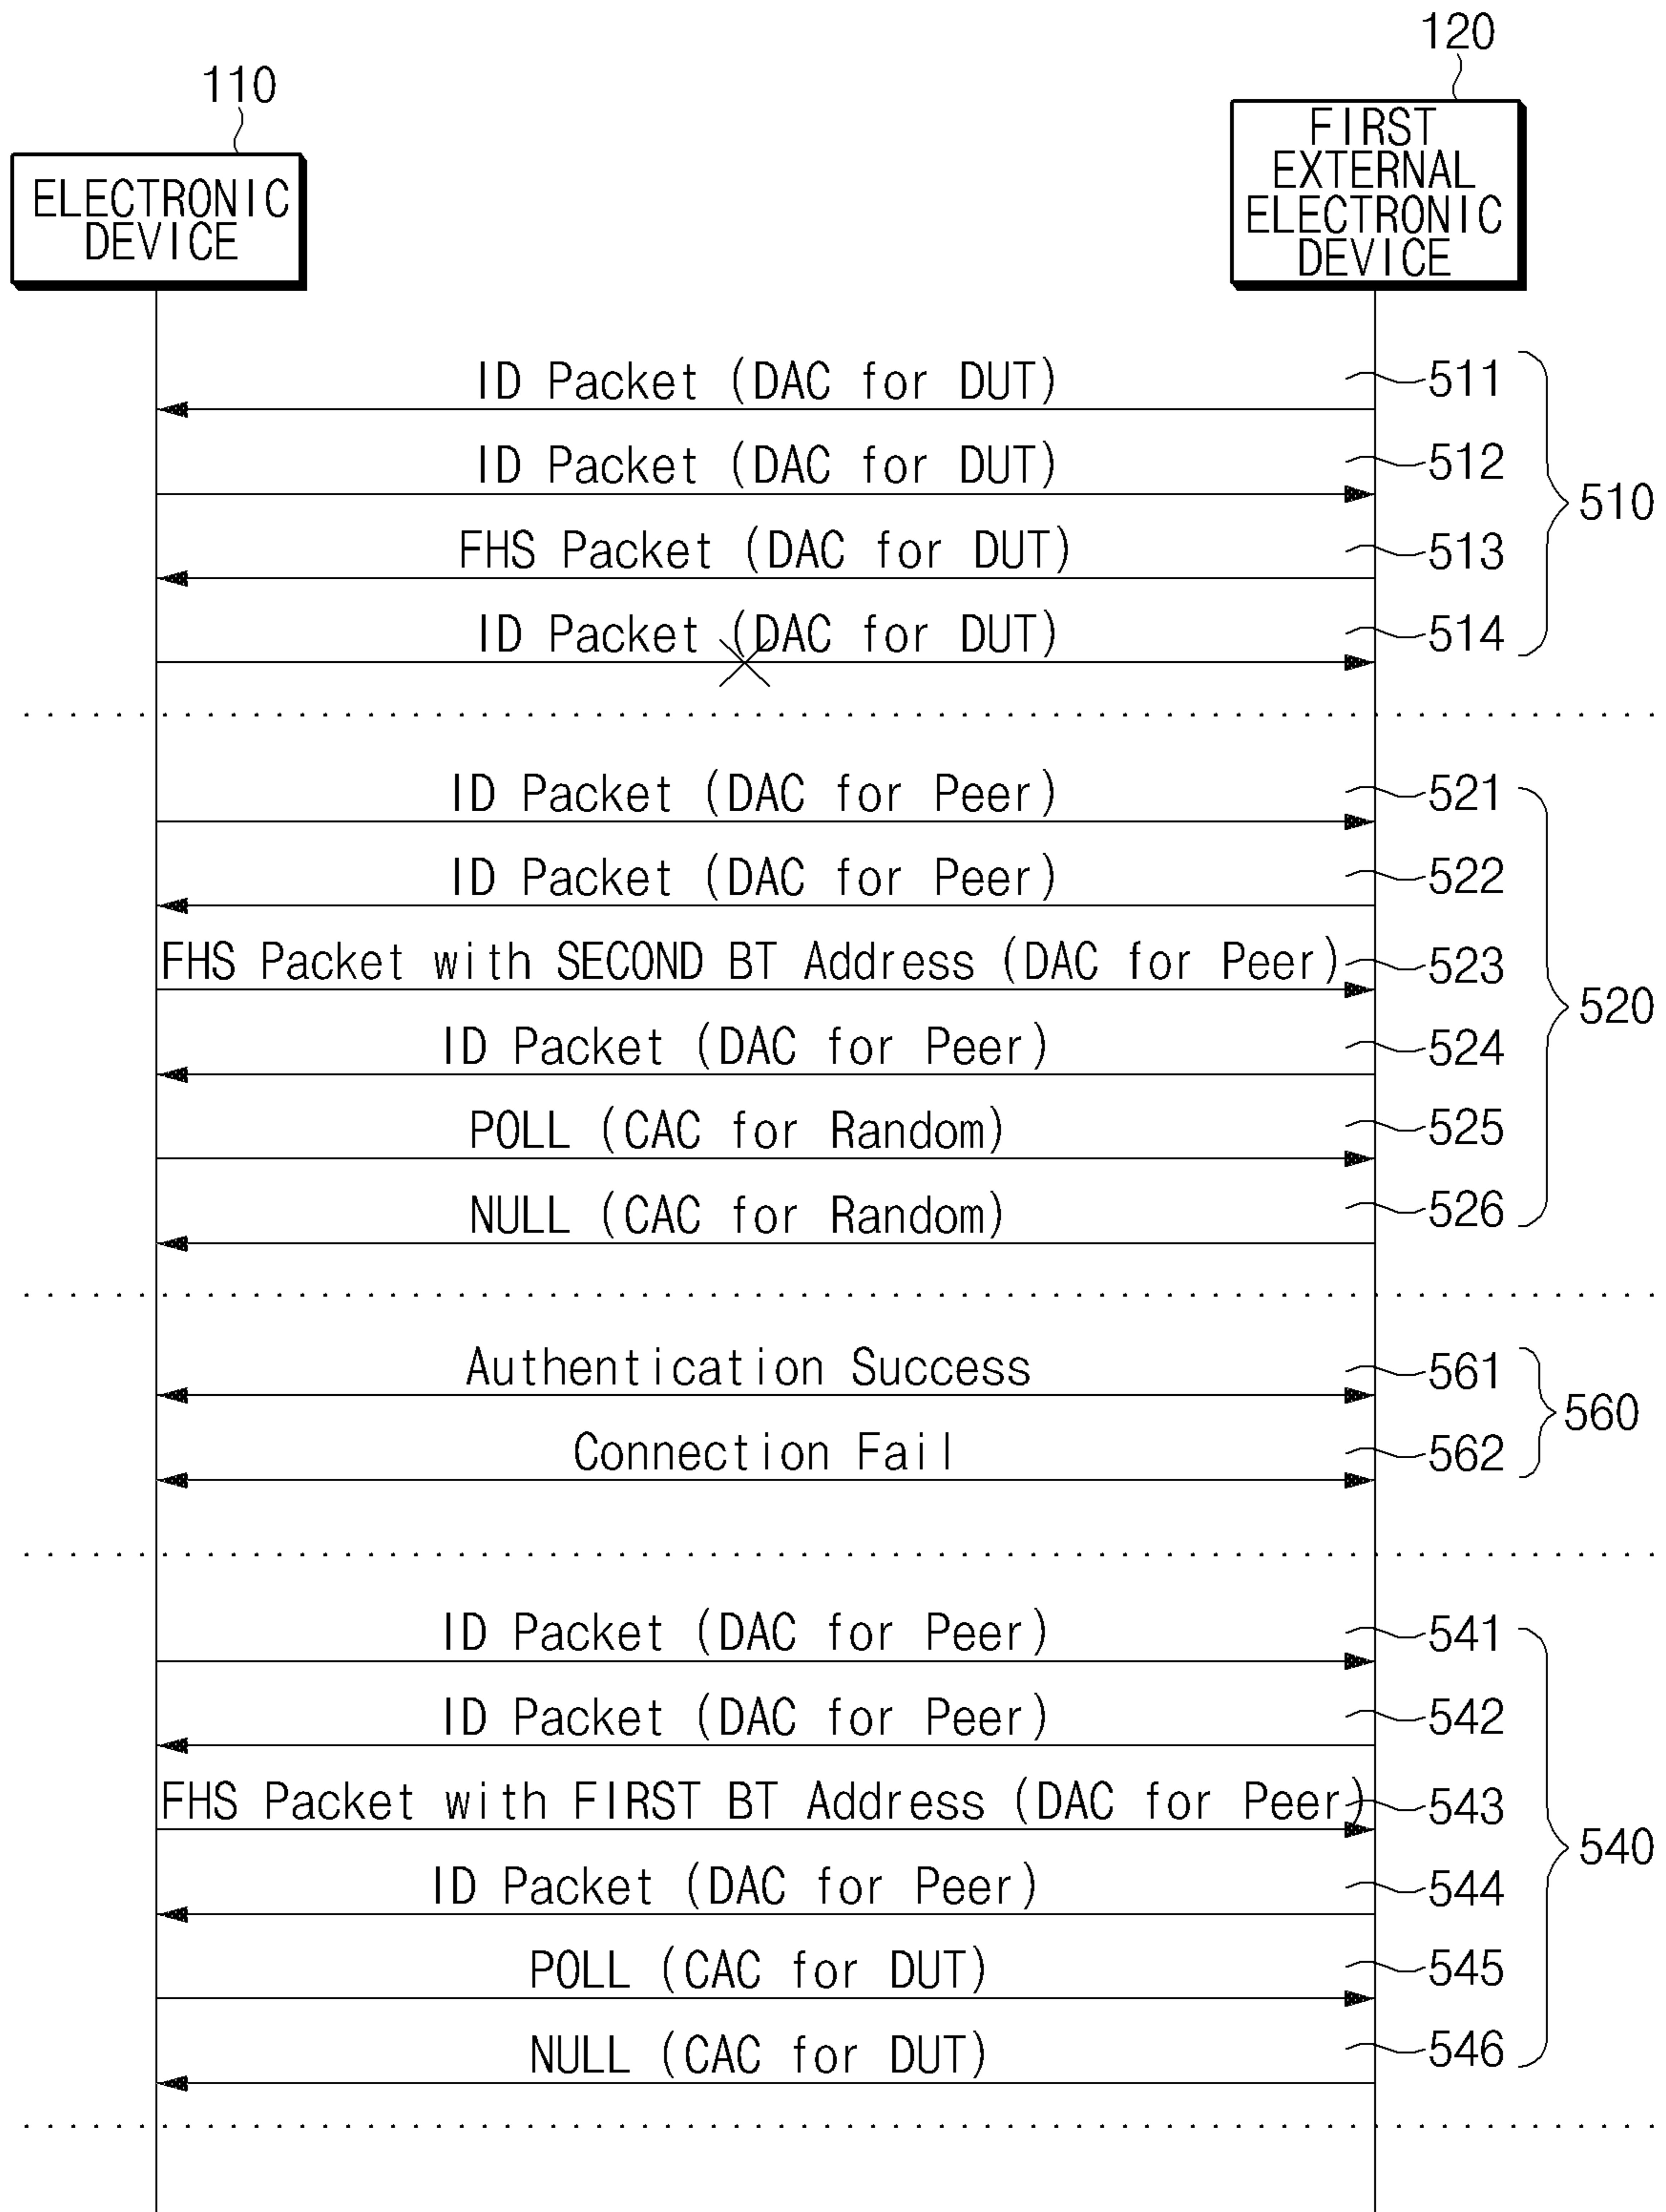 120
110
FIRST
EXTERNAL
ELECTRONIC
DEVICE
ELECTRONIC
DEVICE
ID Packet (DAC for DUT) 511
ID Packet (DAC for DUT) 512
510
FHS Packet (DAC for DUT) 513
ID Packet (DAC for DUT) 514
ID Packet (DAC for Peer) 521
ID Packet (DAC for Peer) 522
FHS Packet with SECOND BT Address (DAC for Peer) 523
520
ID Packet (DAC for Peer) 524
POLL (CAC for Random) 525
NULL (CAC for Random) 526
Authentication Success 561
560
Connection Fail 562
ID Packet (DAC for Peer) 541
ID Packet (DAC for Peer) 542
FHS Packet with FIRST BT Address (DAC for Peer) 543
540
ID Packet (DAC for Peer) 544
POLL (CAC for DUT) 545
NULL (CAC for DUT) 546